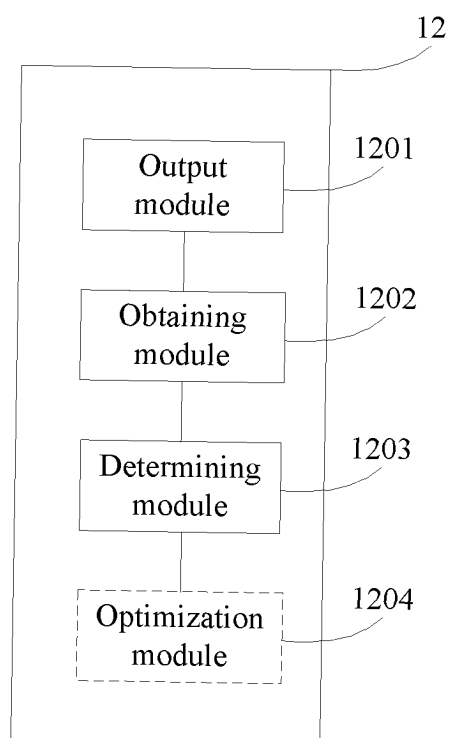 12
Output
module
1201
Obtaining
module
1202
Determining
module
1203
Optimization
module
1204